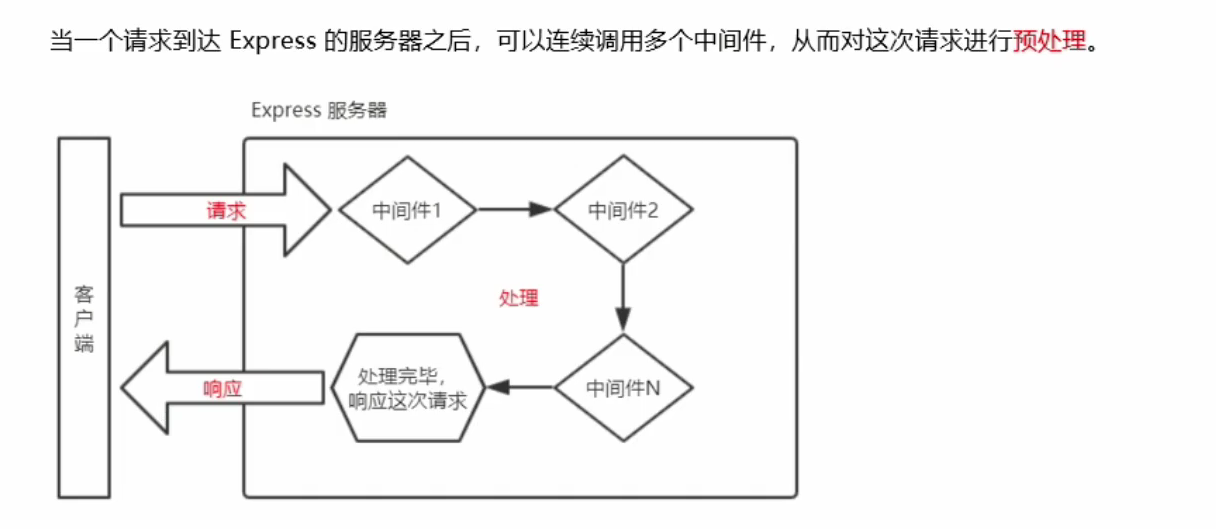 当一个请求到达 Express 的服务器之后，可以连续调用多个中间件，从而对这次请求进行预处理。
Express 服务器
请求
中间件1
中间件2
客
户
端
处理
响应
处理完毕，
响应这次请求
中间件N